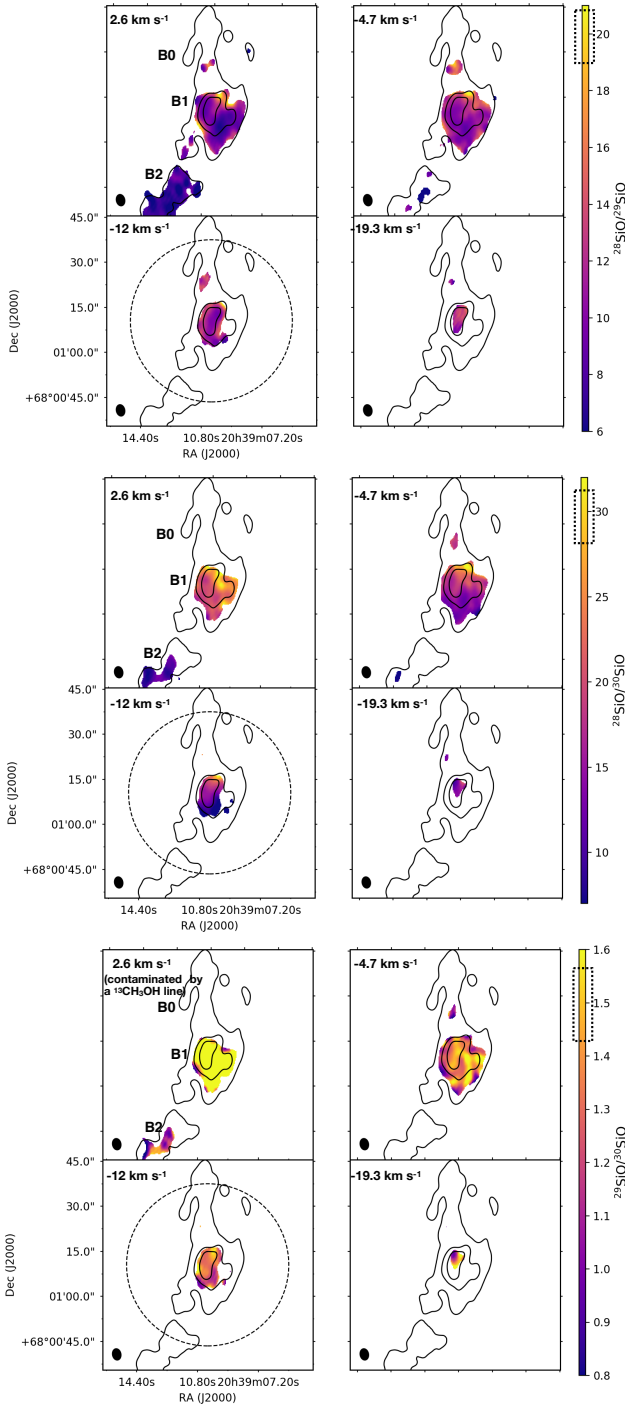 2.6 km s⁻¹
B0
B1
B2
-4.7 km s⁻¹
20
18
16
14
12
10
8
6
²⁸SiO/²⁹SiO
-12 km s⁻¹
-19.3 km s⁻¹
45.0"
30.0"
15.0"
01'00.0"
+68°00'45.0"
Dec (J2000)
14.40s
10.80s
20h39m07.20s
RA (J2000)
2.6 km s⁻¹
B0
B1
B2
-4.7 km s⁻¹
30
25
20
15
10
²⁸SiO/³⁰SiO
-12 km s⁻¹
-19.3 km s⁻¹
45.0"
30.0"
15.0"
01'00.0"
+68°00'45.0"
Dec (J2000)
14.40s
10.80s
20h39m07.20s
RA (J2000)
2.6 km s⁻¹
(contaminated by
a ¹³CH₃OH line)
B0
B1
B2
-4.7 km s⁻¹
1.6
1.5
1.4
1.3
1.2
1.1
1.0
0.9
0.8
²⁹SiO/³⁰SiO
-12 km s⁻¹
-19.3 km s⁻¹
45.0"
30.0"
15.0"
01'00.0"
+68°00'45.0"
Dec (J2000)
14.40s
10.80s
20h39m07.20s
RA (J2000)